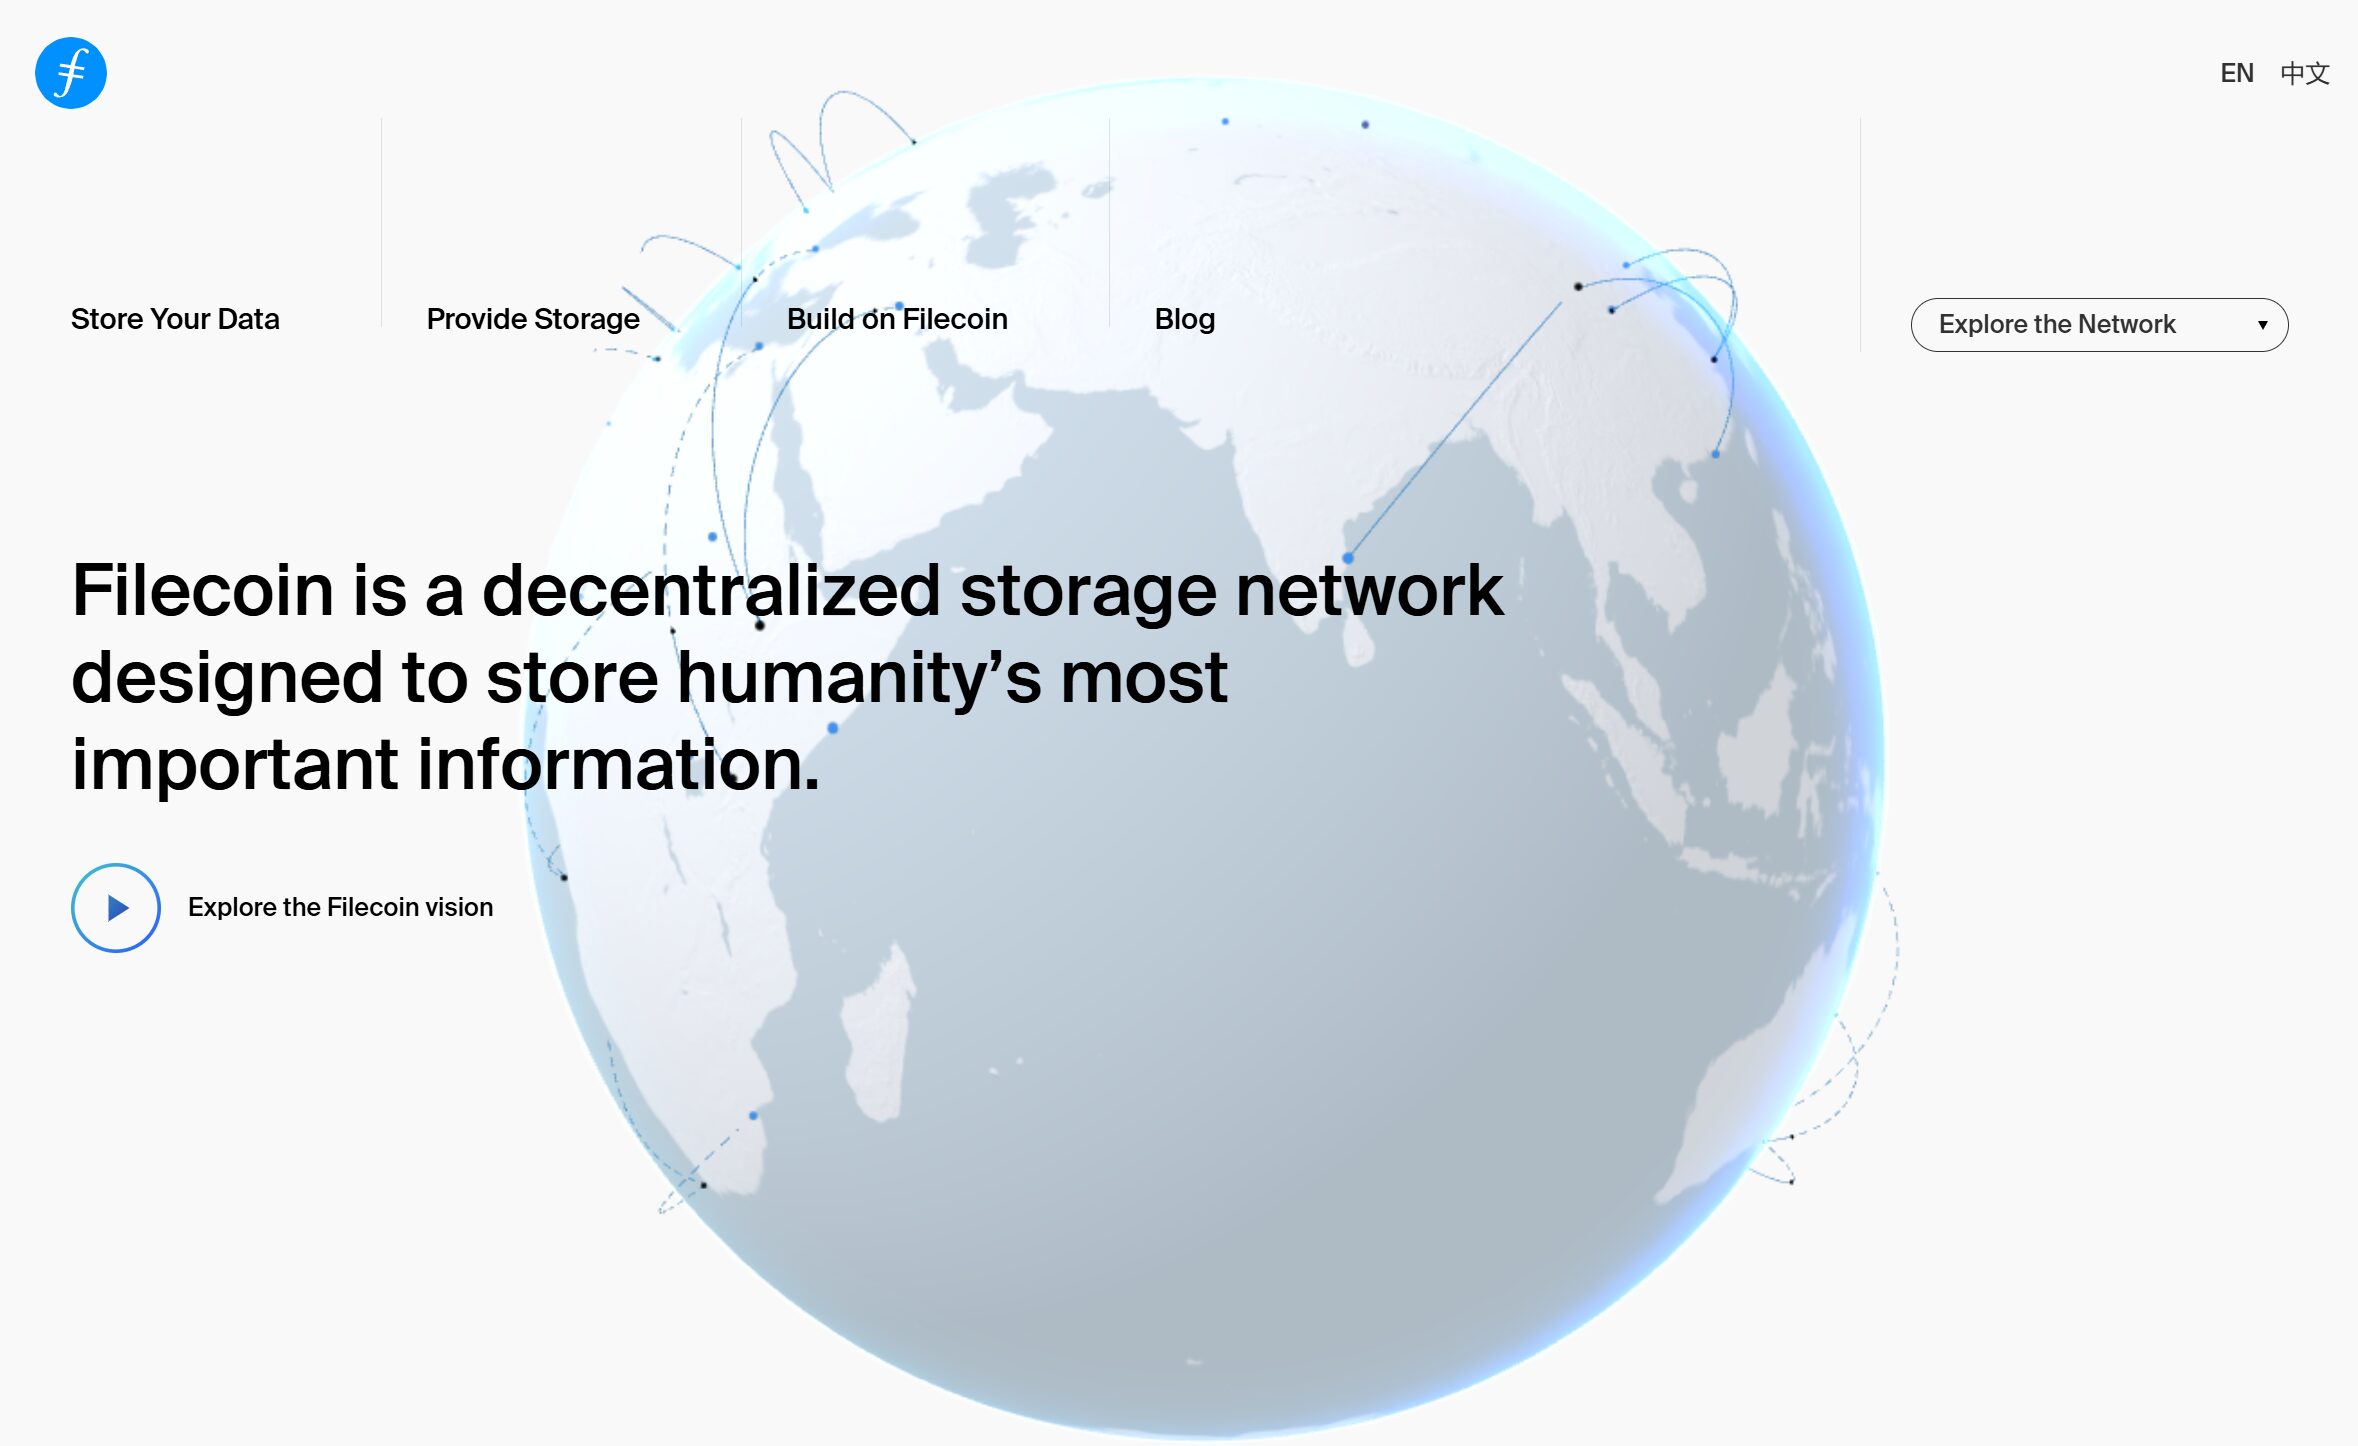 EN 中文
Store Your Data
Provide Storage
Build on Filecoin
Blog
Explore the Network
Filecoin is a decentralized storage network
designed to store humanity’s most
important information.
Explore the Filecoin vision